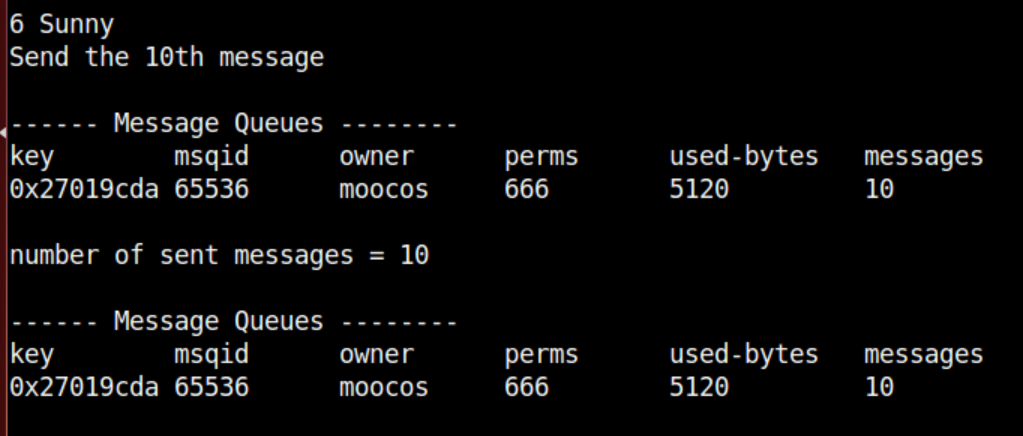 6 Sunny
Send the 10th message
------ Message Queues --------
key        msqid      owner      perms      used-bytes   messages
0x27019cda 65536      moocos     666        5120         10
number of sent messages = 10
------ Message Queues --------
key        msqid      owner      perms      used-bytes   messages
0x27019cda 65536      moocos     666        5120         10